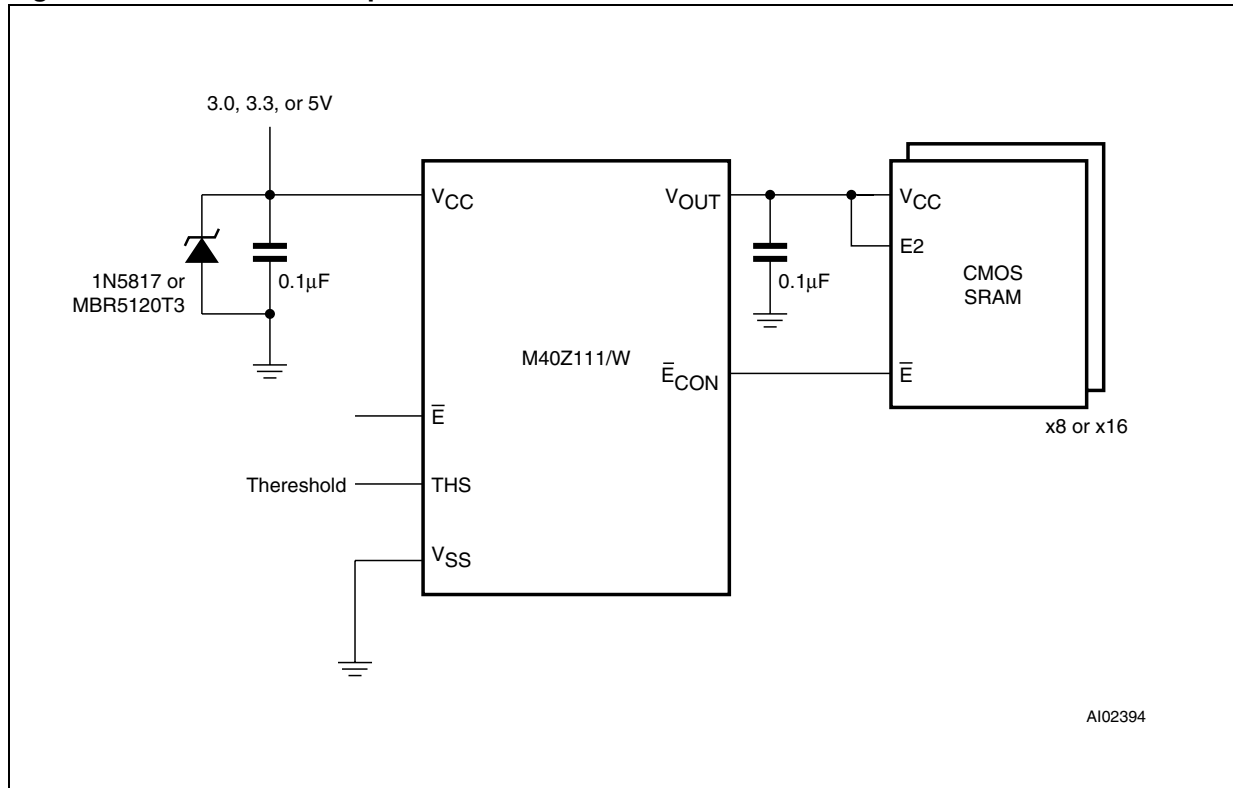 3.0, 3.3, or 5V
VCC
VOUT
VCC
E2
1N5817 or
MBR5120T3
0.1μF
0.1μF
CMOS
SRAM
M40Z111/W
E̅CON
E̅
E̅
x8 or x16
Thereshold
THS
VSS
AI02394